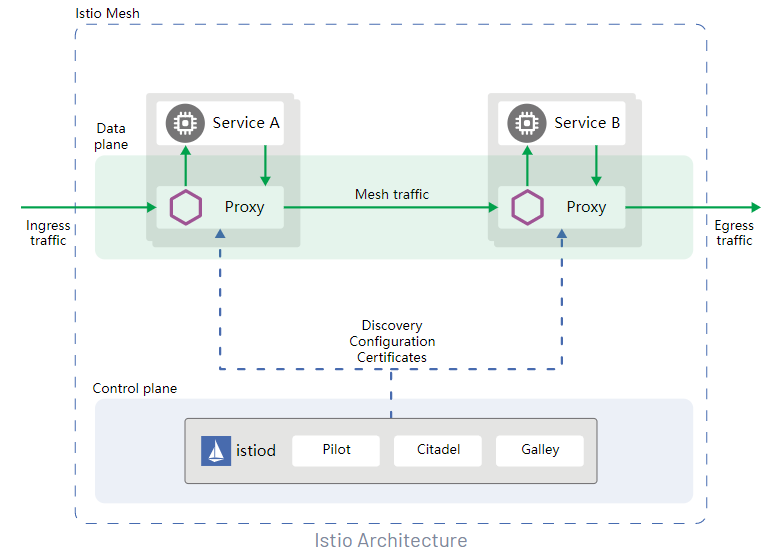 Istio Mesh
Data
plane
Service A
Service B
Proxy
Mesh traffic
Proxy
Ingress
traffic
Egress
traffic
Discovery
Configuration
Certificates
Control plane
istiod
Pilot
Citadel
Galley
Istio Architecture